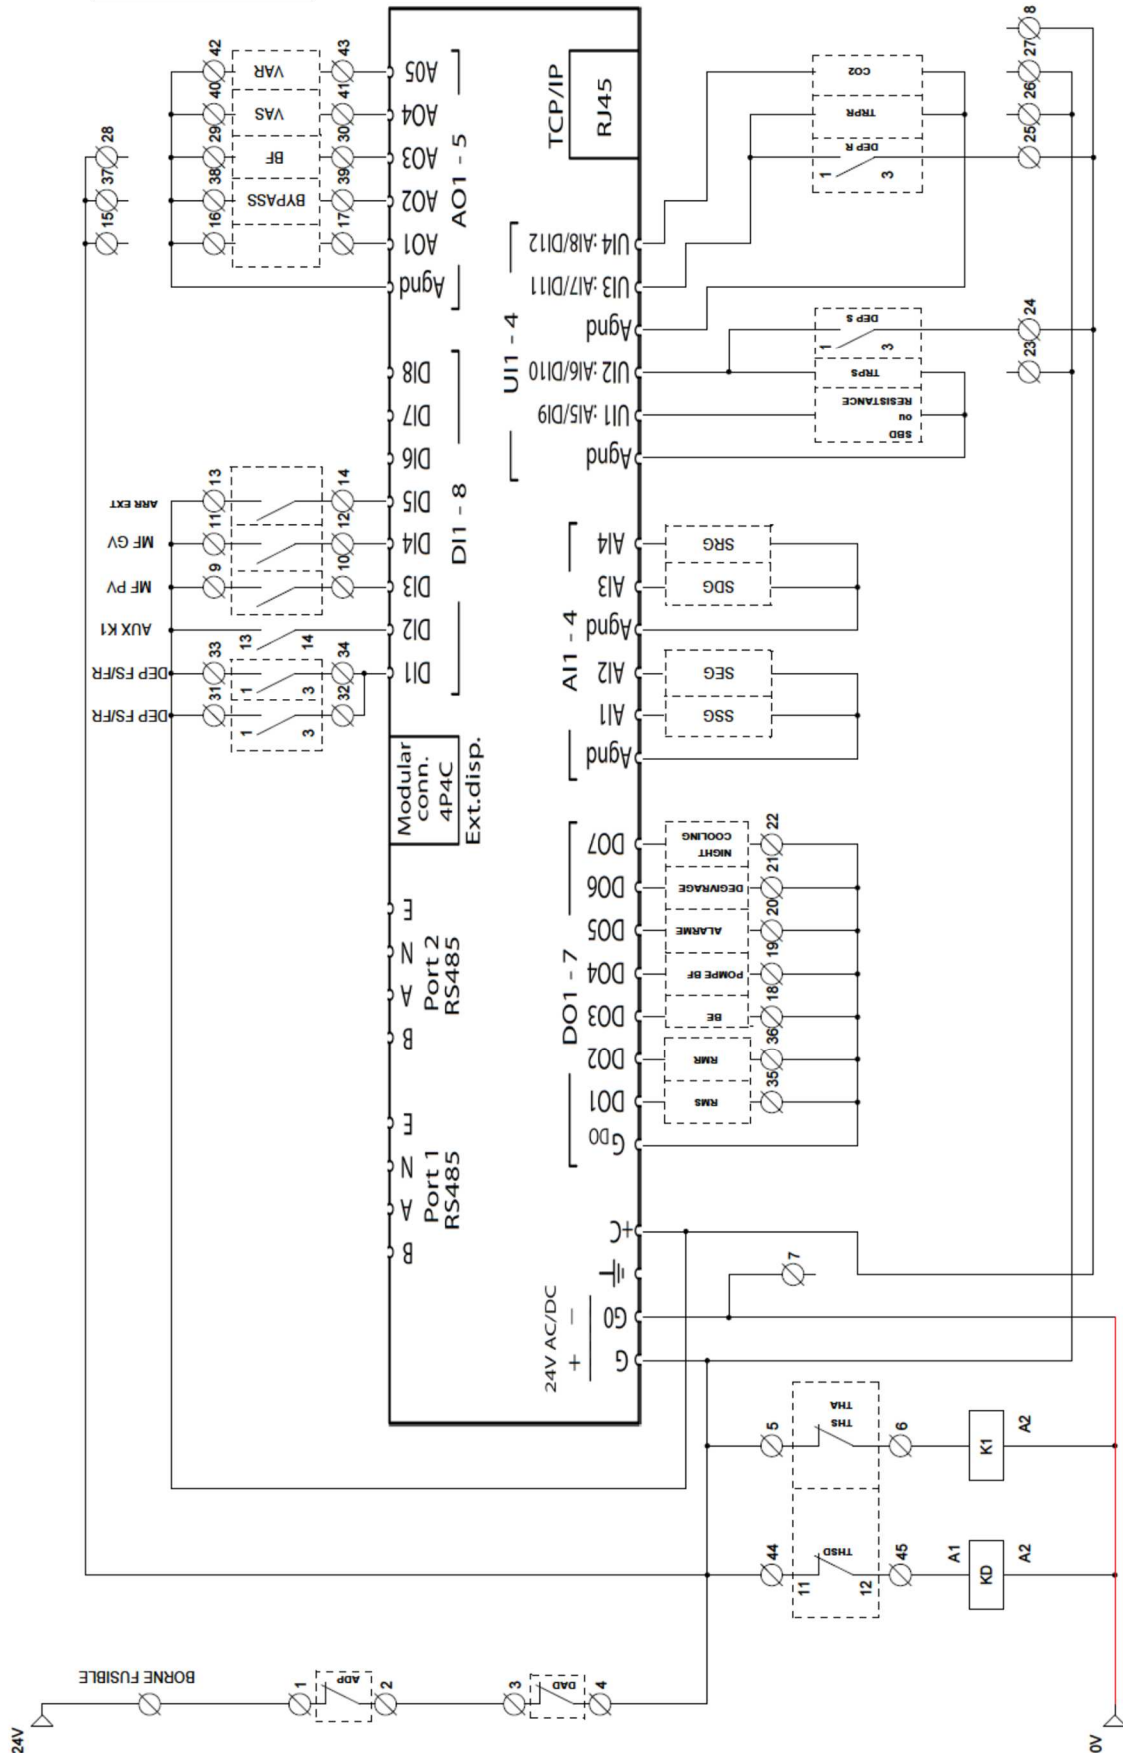 42
43
VAR
AO5
40
41
VAS
AO4
28
29
30
BF
AO3
37
38
39
BYPASS
AO2
15
16
17
AO1
Agnd
AO1 - 5
TCP/IP
RJ45
8
27
26
25
CO2
TRPR
DEP R
1
3
UI4 :AI8/DI12
UI3 :AI7/DI11
Agnd
UI2 :AI6/DI10
UI1 :AI5/DI9
Agnd
UI1 - 4
DEP S
1
3
TRPS
RESISTANCE
ou
SBD
24
23
DI8
DI7
DI6
DI5
DI4
DI3
DI2
DI1
DI1 - 8
ARR EXT
13
14
MF GV
11
12
MF PV
9
10
AUX K1
13
14
DEP FS/FR
33
34
1
3
DEP FS/FR
31
32
1
3
AI4
AI3
Agnd
AI2
AI1
Agnd
AI1 - 4
SRG
SDG
SEG
SSG
Modular
conn.
4P4C
Ext.disp.
DO7
DO6
DO5
DO4
DO3
DO2
DO1
GDO
DO1 - 7
NIGHT
COOLING
22
DEGIVRAGE
21
ALARME
20
POMPE BF
19
BE
18
RMR
36
RMS
35
E
N
A
B
Port 2
RS485
E
N
A
B
Port 1
RS485
+C
G0
G
24V AC/DC
+ −
7
5
THA
THS
6
K1
A2
44
11
THSD
12
45
A1
KD
A2
24V
BORNE FUSIBLE
1
ADP
2
3
DAD
4
0V